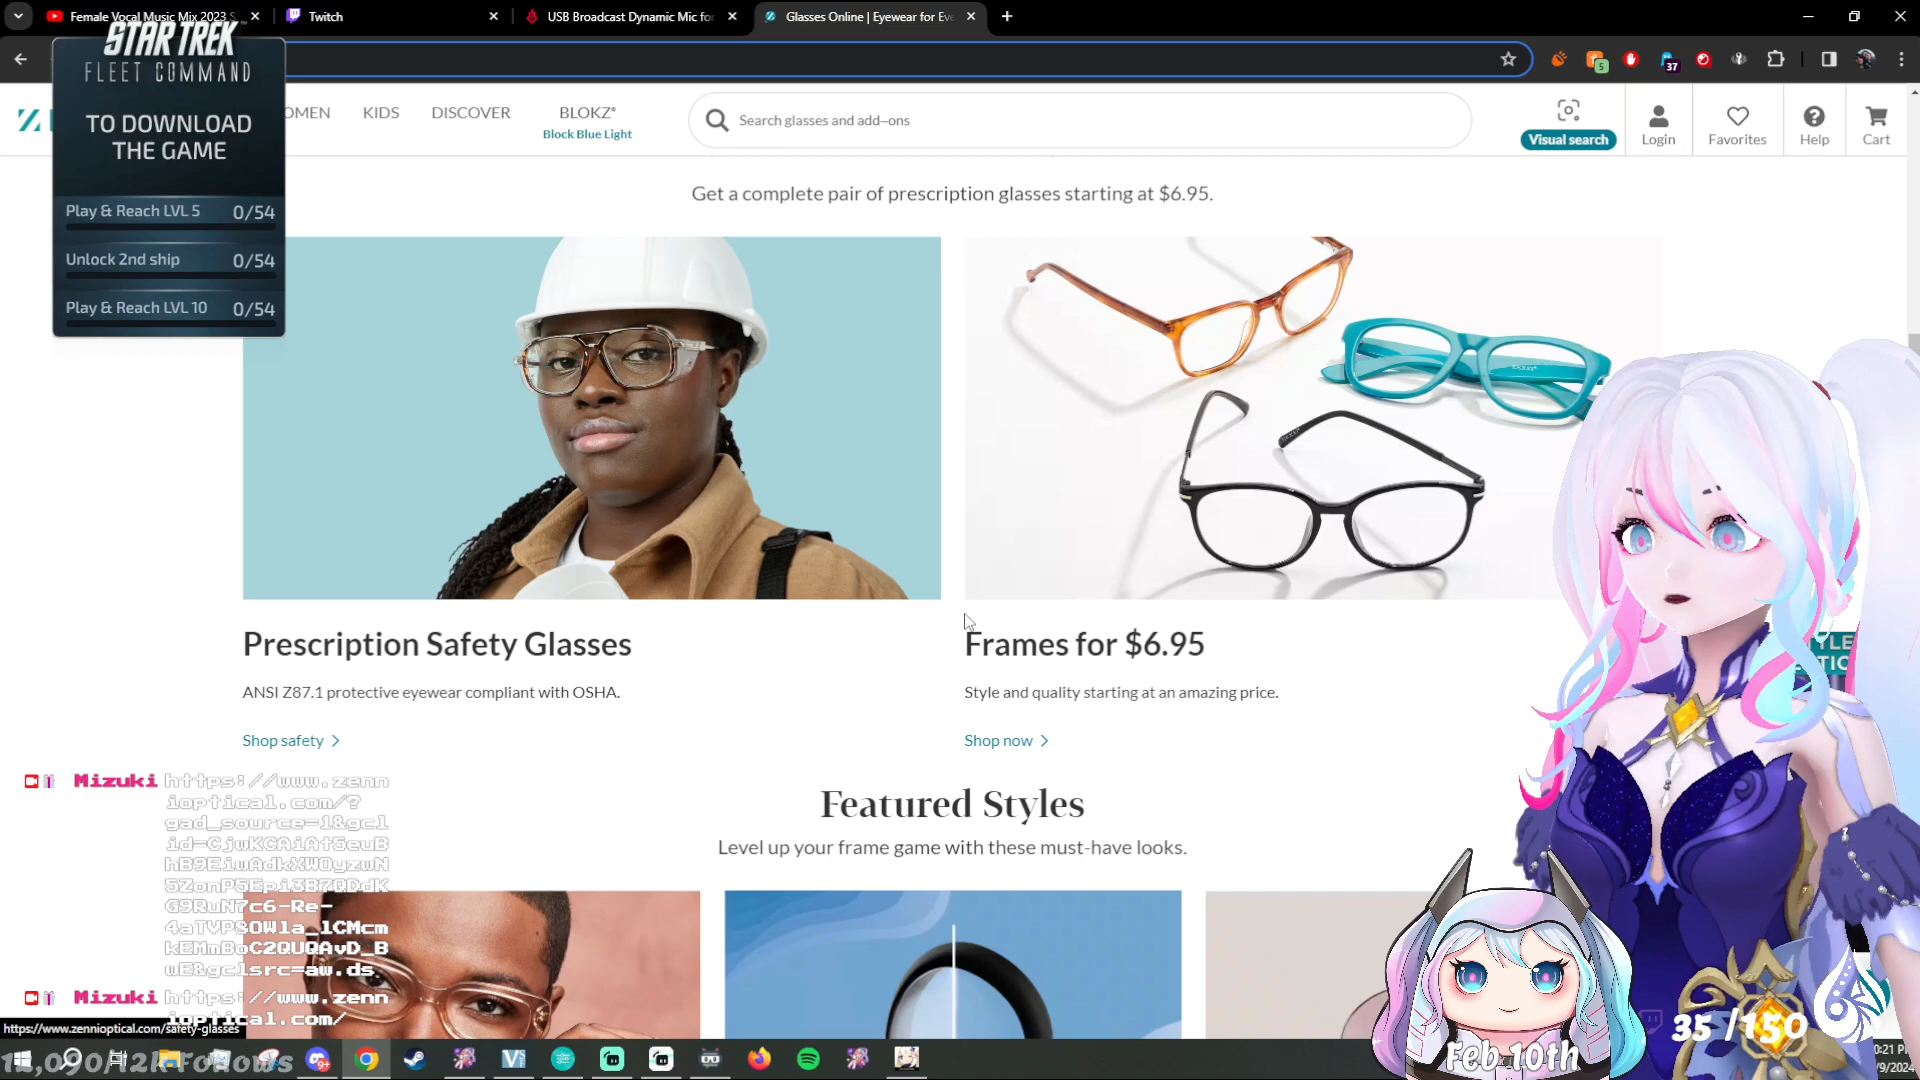 Female Vocal Music Mix 2023
Twitch
USB Broadcast Dynamic Mic for
Glasses Online | Eyewear for Eve
STAR TREK
FLEET COMMAND
TO DOWNLOAD
THE GAME
Play & Reach LVL 5 0/54
Unlock 2nd ship 0/54
Play & Reach LVL 10 0/54
5
37
OMEN
KIDS
DISCOVER
BLOKZ®
Block Blue Light
Search glasses and add-ons
Visual search
Login
Favorites
Help
Cart
Get a complete pair of prescription glasses starting at $6.95.
Prescription Safety Glasses
ANSI Z87.1 protective eyewear compliant with OSHA.
Shop safety
Frames for $6.95
Style and quality starting at an amazing price.
Shop now
Featured Styles
Level up your frame game with these must-have looks.
Mizuki https://www.zenn
ioptical.com/?
gad_source=1&gcl
Mizuki https://www.zenn
ioptical.com/
https://www.zennioptical.com/safety-glasses
Feb 10th
35 /150